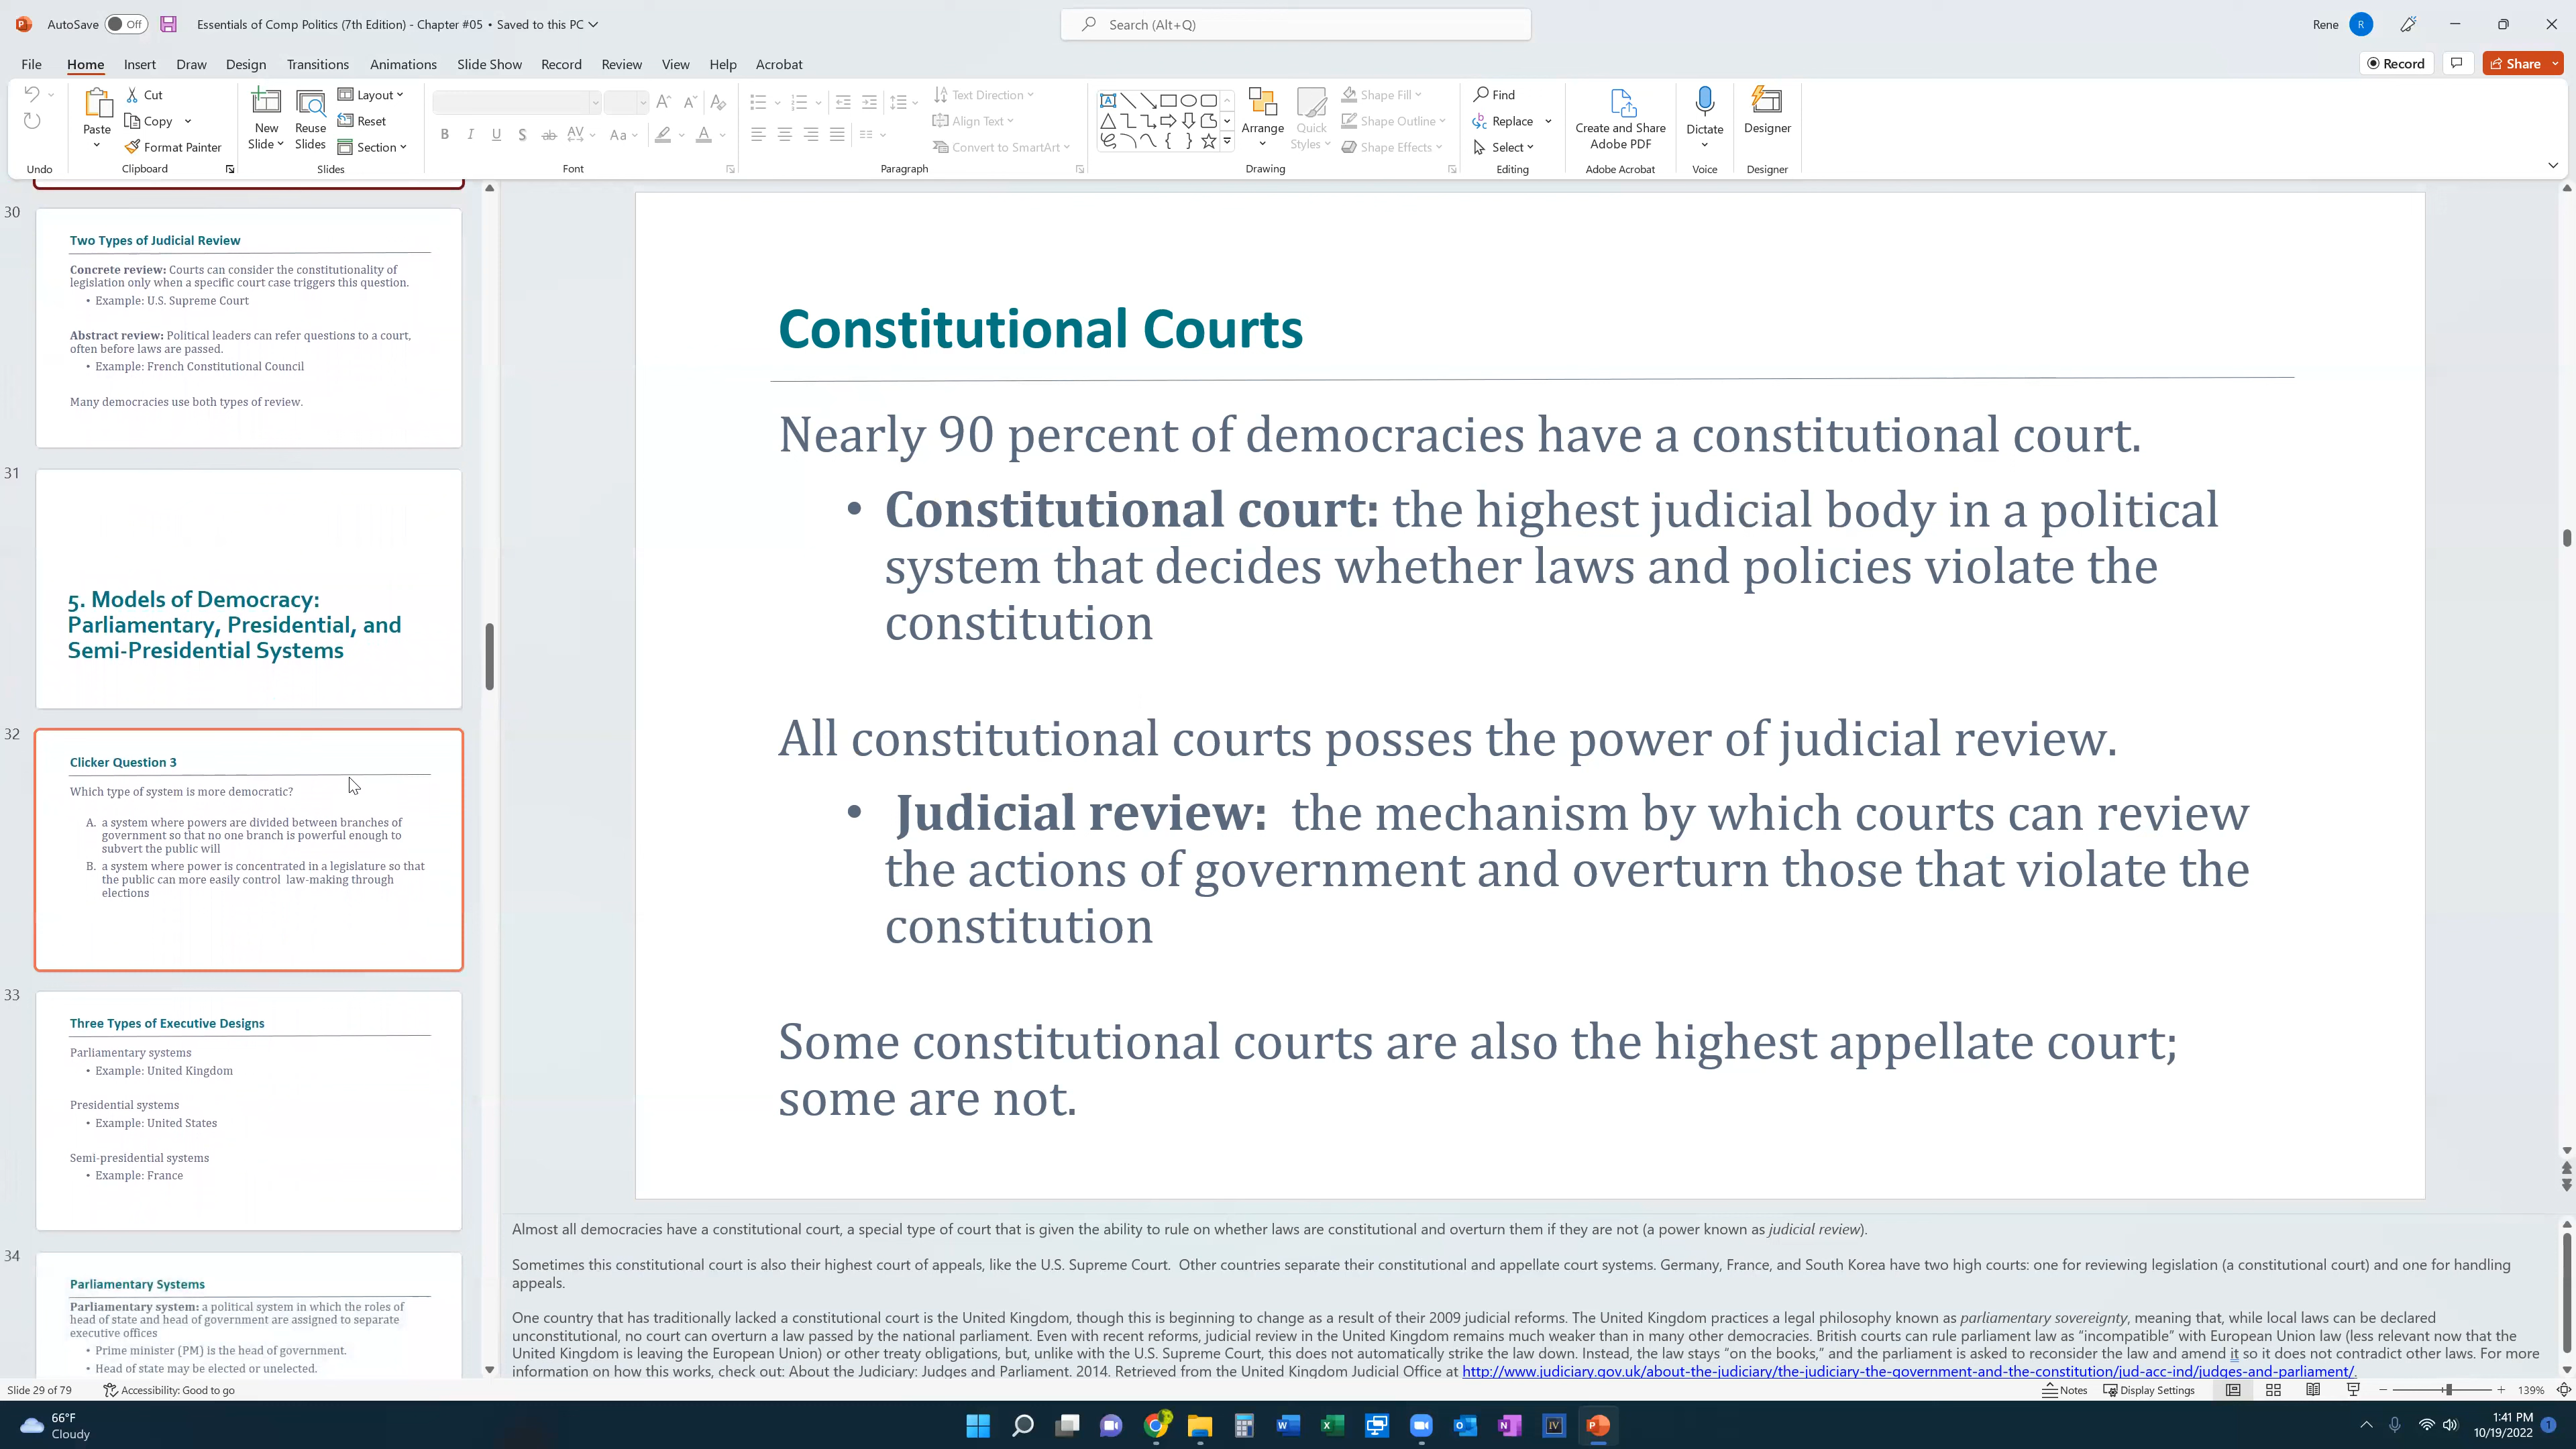 AutoSave Off Essentials of Comp Politics (7th Edition) - Chapter #05 • Saved to this PC Search (Alt+Q) Rene R
File Home Insert Draw Design Transitions Animations Slide Show Record Review View Help Acrobat Record Share
Cut
Copy
Format Painter
Paste
New
Slide
Reuse
Slides
Layout
Reset
Section
Text Direction
Align Text
Convert to SmartArt
Arrange
Quick
Styles
Shape Fill
Shape Outline
Shape Effects
Find
Replace
Select
Create and Share
Adobe PDF
Dictate
Designer
Undo Clipboard Slides Font Paragraph Drawing Editing Adobe Acrobat Voice Designer
30
Two Types of Judicial Review
Concrete review: Courts can consider the constitutionality of
legislation only when a specific court case triggers this question.
• Example: U.S. Supreme Court
Abstract review: Political leaders can refer questions to a court,
often before laws are passed.
• Example: French Constitutional Council
Many democracies use both types of review.
31
5. Models of Democracy:
Parliamentary, Presidential, and
Semi-Presidential Systems
32
Clicker Question 3
Which type of system is more democratic?
A. a system where powers are divided between branches of
government so that no one branch is powerful enough to
subvert the public will
B. a system where power is concentrated in a legislature so that
the public can more easily control law-making through
elections
33
Three Types of Executive Designs
Parliamentary systems
• Example: United Kingdom
Presidential systems
• Example: United States
Semi-presidential systems
• Example: France
34
Parliamentary Systems
Parliamentary system: a political system in which the roles of
head of state and head of government are assigned to separate
executive offices
• Prime minister (PM) is the head of government.
• Head of state may be elected or unelected.
Constitutional Courts
Nearly 90 percent of democracies have a constitutional court.
• Constitutional court: the highest judicial body in a political
system that decides whether laws and policies violate the
constitution
All constitutional courts posses the power of judicial review.
• Judicial review: the mechanism by which courts can review
the actions of government and overturn those that violate the
constitution
Some constitutional courts are also the highest appellate court;
some are not.
Almost all democracies have a constitutional court, a special type of court that is given the ability to rule on whether laws are constitutional and overturn them if they are not (a power known as judicial review).
Sometimes this constitutional court is also their highest court of appeals, like the U.S. Supreme Court. Other countries separate their constitutional and appellate court systems. Germany, France, and South Korea have two high courts: one for reviewing legislation (a constitutional court) and one for handling
appeals.
One country that has traditionally lacked a constitutional court is the United Kingdom, though this is beginning to change as a result of their 2009 judicial reforms. The United Kingdom practices a legal philosophy known as parliamentary sovereignty, meaning that, while local laws can be declared
unconstitutional, no court can overturn a law passed by the national parliament. Even with recent reforms, judicial review in the United Kingdom remains much weaker than in many other democracies. British courts can rule parliament law as “incompatible” with European Union law (less relevant now that the
United Kingdom is leaving the European Union) or other treaty obligations, but, unlike with the U.S. Supreme Court, this does not automatically strike the law down. Instead, the law stays “on the books,” and the parliament is asked to reconsider the law and amend it so it does not contradict other laws. For more
information on how this works, check out: About the Judiciary: Judges and Parliament. 2014. Retrieved from the United Kingdom Judicial Office at http://www.judiciary.gov.uk/about-the-judiciary/the-judiciary-the-government-and-the-constitution/jud-acc-ind/judges-and-parliament/.
Slide 29 of 79 Accessibility: Good to go Notes Display Settings 139%
66°F
Cloudy
1:41 PM
10/19/2022